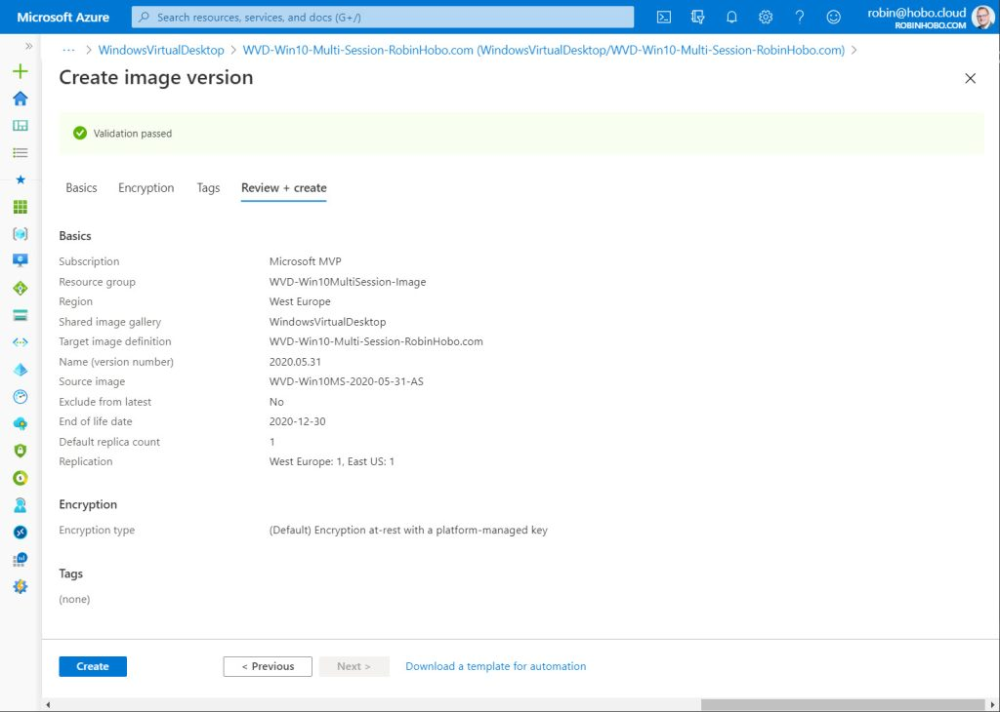 Microsoft Azure
Search resources, services, and docs (G+/)
robin@hobo.cloud
ROBINHOBO.COM
» ··· > WindowsVirtualDesktop > WVD-Win10-Multi-Session-RobinHobo.com (WindowsVirtualDesktop/WVD-Win10-Multi-Session-RobinHobo.com) >
Create image version
Validation passed
Basics Encryption Tags Review + create
Basics
Subscription Microsoft MVP
Resource group WVD-Win10MultiSession-Image
Region West Europe
Shared image gallery WindowsVirtualDesktop
Target image definition WVD-Win10-Multi-Session-RobinHobo.com
Name (version number) 2020.05.31
Source image WVD-Win10MS-2020-05-31-AS
Exclude from latest No
End of life date 2020-12-30
Default replica count 1
Replication West Europe: 1, East US: 1
Encryption
Encryption type (Default) Encryption at-rest with a platform-managed key
Tags
(none)
Create < Previous Next > Download a template for automation